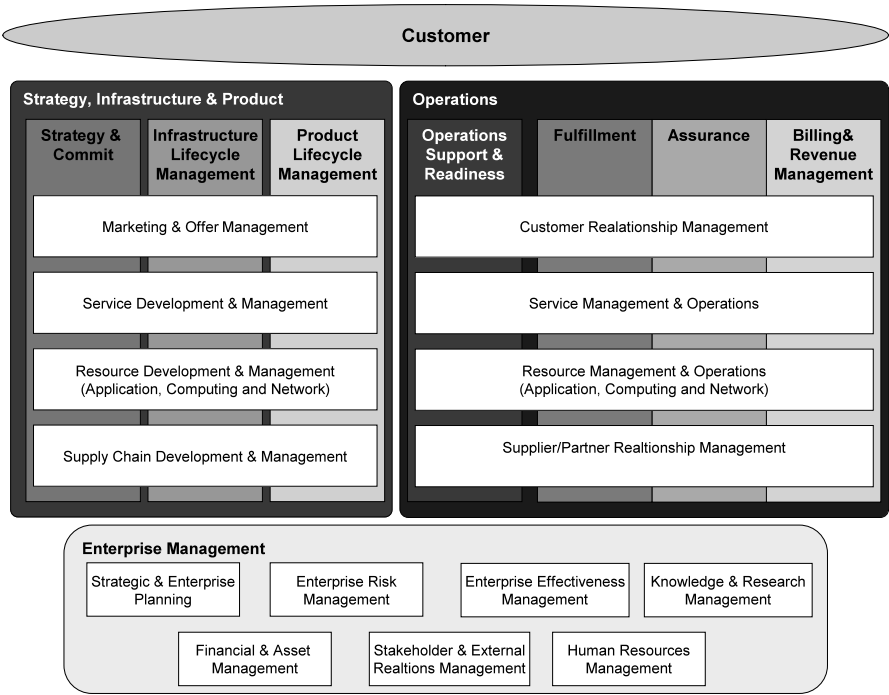 Customer
Strategy, Infrastructure & Product
Strategy &
Commit
Infrastructure
Lifecycle
Management
Product
Lifecycle
Management
Marketing & Offer Management
Service Development & Management
Resource Development & Management
(Application, Computing and Network)
Supply Chain Development & Management
Operations
Operations
Support &
Readiness
Fulfillment
Assurance
Billing&
Revenue
Management
Customer Realationship Management
Service Management & Operations
Resource Management & Operations
(Application, Computing and Network)
Supplier/Partner Realtionship Management
Enterprise Management
Strategic & Enterprise
Planning
Enterprise Risk
Management
Enterprise Effectiveness
Management
Knowledge & Research
Management
Financial & Asset
Management
Stakeholder & External
Realtions Management
Human Resources
Management